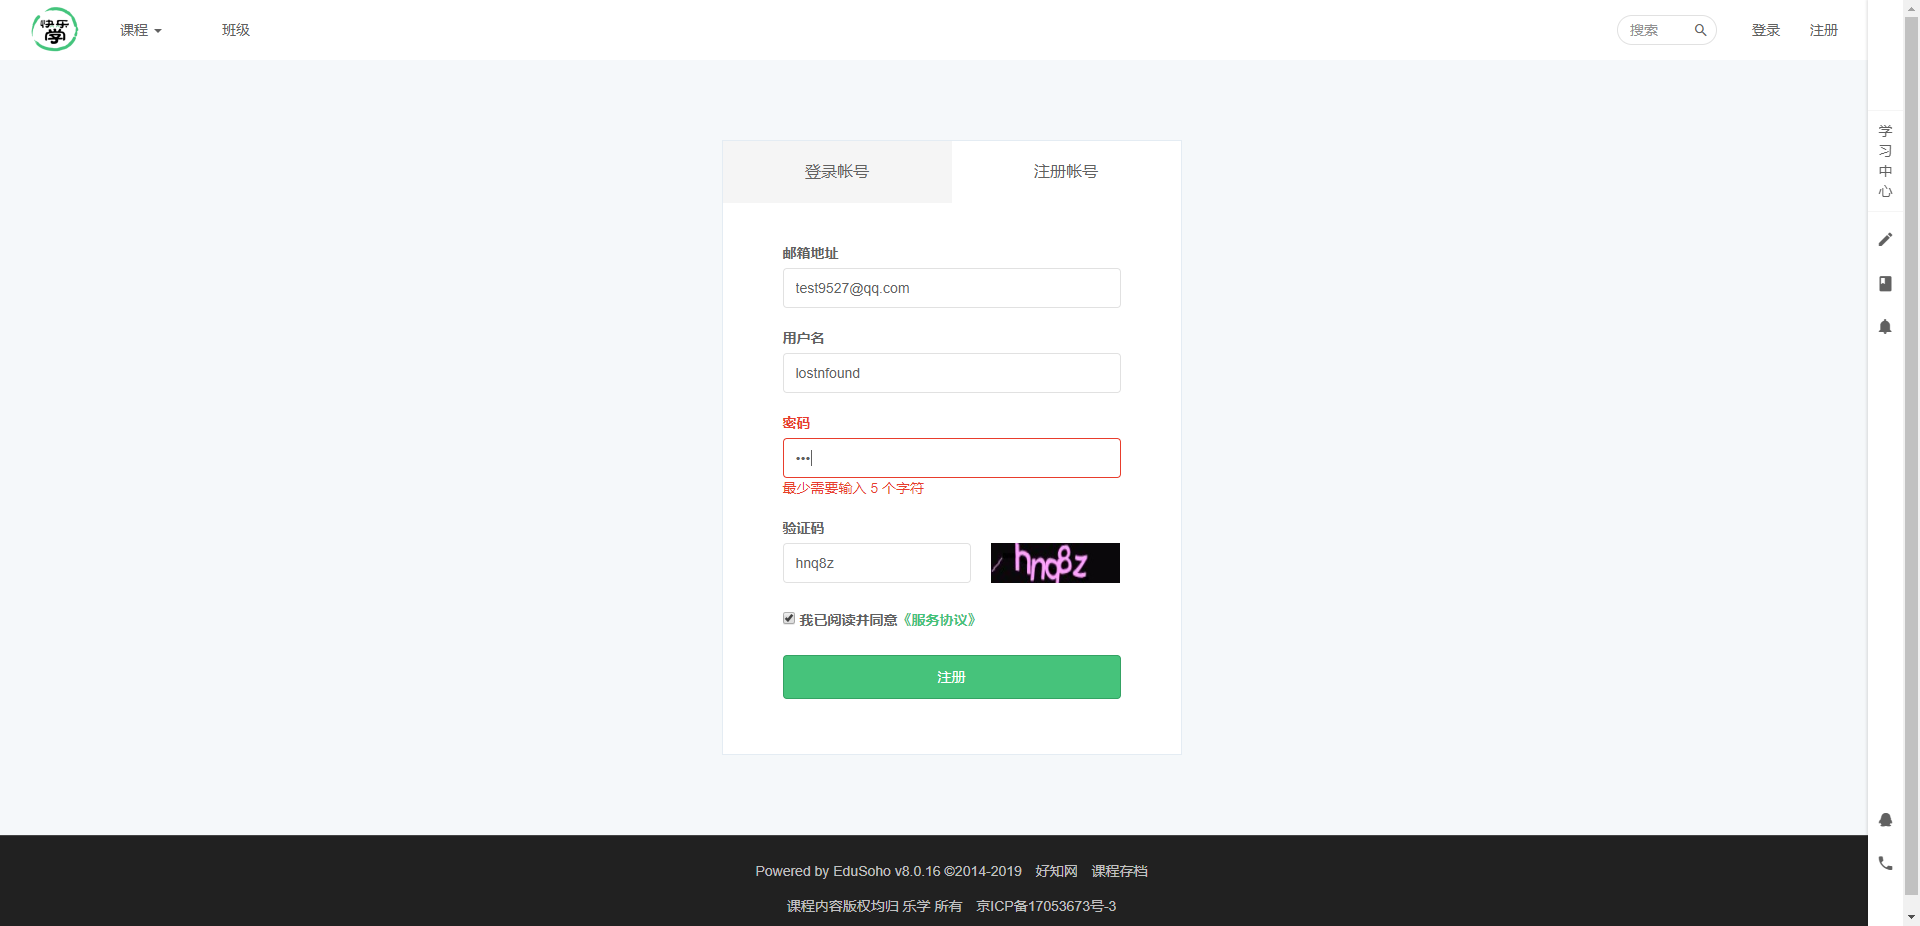 快乐
学
课程
班级
搜索
登录
注册
学
习
中
心
登录帐号
注册帐号
邮箱地址
test9527@qq.com
用户名
lostnfound
密码
•••
最少需要输入 5 个字符
验证码
hnq8z
hnq8z
我已阅读并同意《服务协议》
注册
Powered by EduSoho v8.0.16 ©2014-2019 好知网 课程存档
课程内容版权均归 乐学 所有 京ICP备17053673号-3